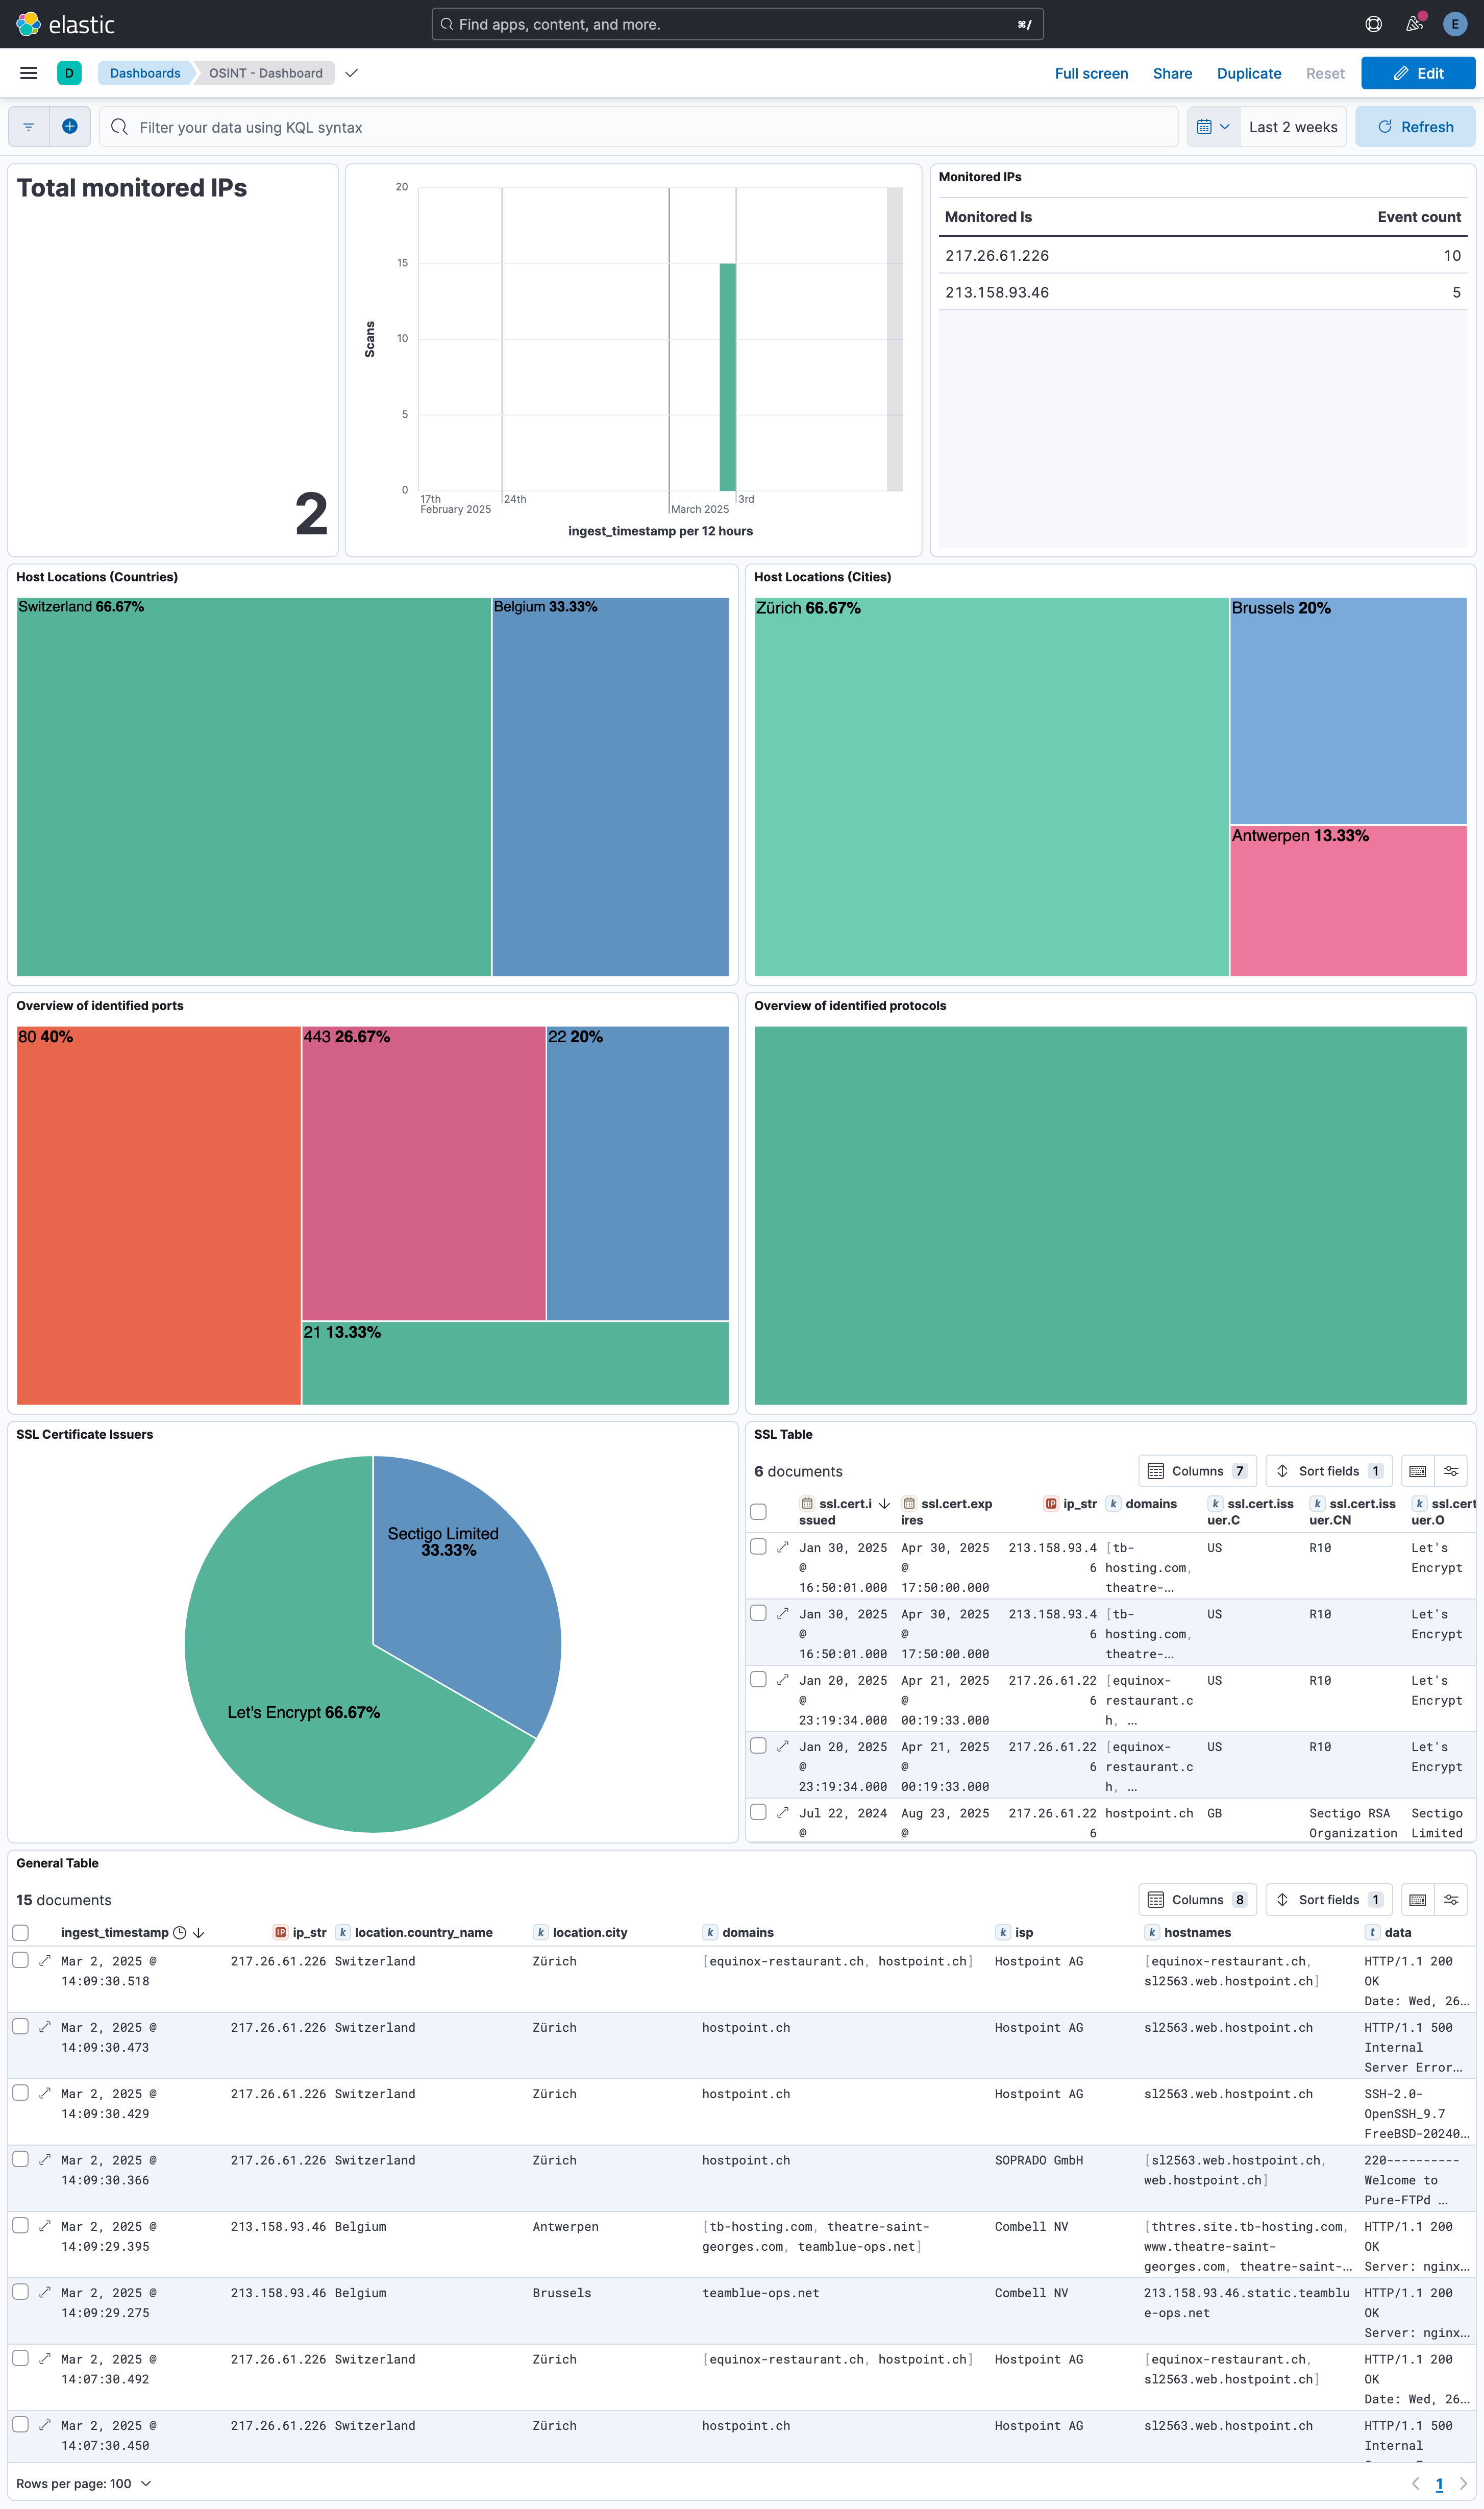 elastic
Find apps, content, and more.
⌘/
E
D
Dashboards
OSINT - Dashboard
Full screen
Share
Duplicate
Reset
Edit
Filter your data using KQL syntax
Last 2 weeks
Refresh
Total monitored IPs
2
20
15
10
5
0
Scans
17th
February 2025
24th
March 2025
3rd
ingest_timestamp per 12 hours
Monitored IPs
Monitored Is Event count
217.26.61.226 10
213.158.93.46 5
Host Locations (Countries)
Switzerland 66.67%
Belgium 33.33%
Host Locations (Cities)
Zürich 66.67%
Brussels 20%
Antwerpen 13.33%
Overview of identified ports
80 40%
443 26.67%
22 20%
21 13.33%
Overview of identified protocols
SSL Certificate Issuers
Sectigo Limited
33.33%
Let's Encrypt 66.67%
SSL Table
6 documents
Columns 7
Sort fields 1
ssl.cert.i ssl.cert.exp IP ip_str k domains k ssl.cert.iss k ssl.cert.iss k ssl.cert
ssued ires uer.C uer.CN uer.O
Jan 30, 2025 Apr 30, 2025 213.158.93.4 [tb- US R10 Let's
@ @ 6 hosting.com, Encrypt
16:50:01.000 17:50:00.000 theatre-...
Jan 30, 2025 Apr 30, 2025 213.158.93.4 [tb- US R10 Let's
@ @ 6 hosting.com, Encrypt
16:50:01.000 17:50:00.000 theatre-...
Jan 20, 2025 Apr 21, 2025 217.26.61.22 [equinox- US R10 Let's
@ @ 6 restaurant.c Encrypt
23:19:34.000 00:19:33.000 h, ...
Jan 20, 2025 Apr 21, 2025 217.26.61.22 [equinox- US R10 Let's
@ @ 6 restaurant.c Encrypt
23:19:34.000 00:19:33.000 h, ...
Jul 22, 2024 Aug 23, 2025 217.26.61.22 hostpoint.ch GB Sectigo RSA Sectigo
@ @ 6 Organization Limited
General Table
15 documents
Columns 8
Sort fields 1
ingest_timestamp IP ip_str k location.country_name k location.city k domains k isp k hostnames t data
Mar 2, 2025 @ 217.26.61.226 Switzerland Zürich [equinox-restaurant.ch, hostpoint.ch] Hostpoint AG [equinox-restaurant.ch, HTTP/1.1 200
14:09:30.518 sl2563.web.hostpoint.ch] OK
Date: Wed, 26...
Mar 2, 2025 @ 217.26.61.226 Switzerland Zürich hostpoint.ch Hostpoint AG sl2563.web.hostpoint.ch HTTP/1.1 500
14:09:30.473 Internal
Server Error...
Mar 2, 2025 @ 217.26.61.226 Switzerland Zürich hostpoint.ch Hostpoint AG sl2563.web.hostpoint.ch SSH-2.0-
14:09:30.429 OpenSSH_9.7
FreeBSD-20240...
Mar 2, 2025 @ 217.26.61.226 Switzerland Zürich hostpoint.ch SOPRADO GmbH [sl2563.web.hostpoint.ch, 220----------
14:09:30.366 web.hostpoint.ch] Welcome to
Pure-FTPd ...
Mar 2, 2025 @ 213.158.93.46 Belgium Antwerpen [tb-hosting.com, theatre-saint- Combell NV [thtres.site.tb-hosting.com, HTTP/1.1 200
14:09:29.395 georges.com, teamblue-ops.net] www.theatre-saint- OK
georges.com, theatre-saint-... Server: nginx...
Mar 2, 2025 @ 213.158.93.46 Belgium Brussels teamblue-ops.net Combell NV 213.158.93.46.static.teamblu HTTP/1.1 200
14:09:29.275 e-ops.net OK
Server: nginx...
Mar 2, 2025 @ 217.26.61.226 Switzerland Zürich [equinox-restaurant.ch, hostpoint.ch] Hostpoint AG [equinox-restaurant.ch, HTTP/1.1 200
14:07:30.492 sl2563.web.hostpoint.ch] OK
Date: Wed, 26...
Mar 2, 2025 @ 217.26.61.226 Switzerland Zürich hostpoint.ch Hostpoint AG sl2563.web.hostpoint.ch HTTP/1.1 500
14:07:30.450 Internal
Rows per page: 100
1